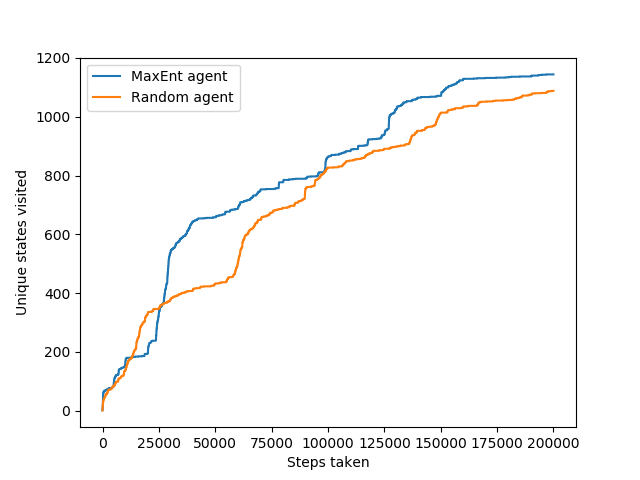 1200
1000
800
600
400
200
0
Unique states visited
MaxEnt agent
Random agent
0 25000 50000 75000 100000 125000 150000 175000 200000
Steps taken